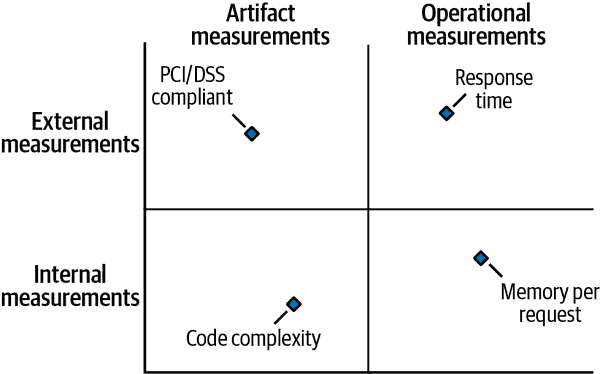 Artifact
measurements
Operational
measurements
PCI/DSS
compliant
Response
time
External
measurements
Internal
measurements
Memory per
request
Code complexity